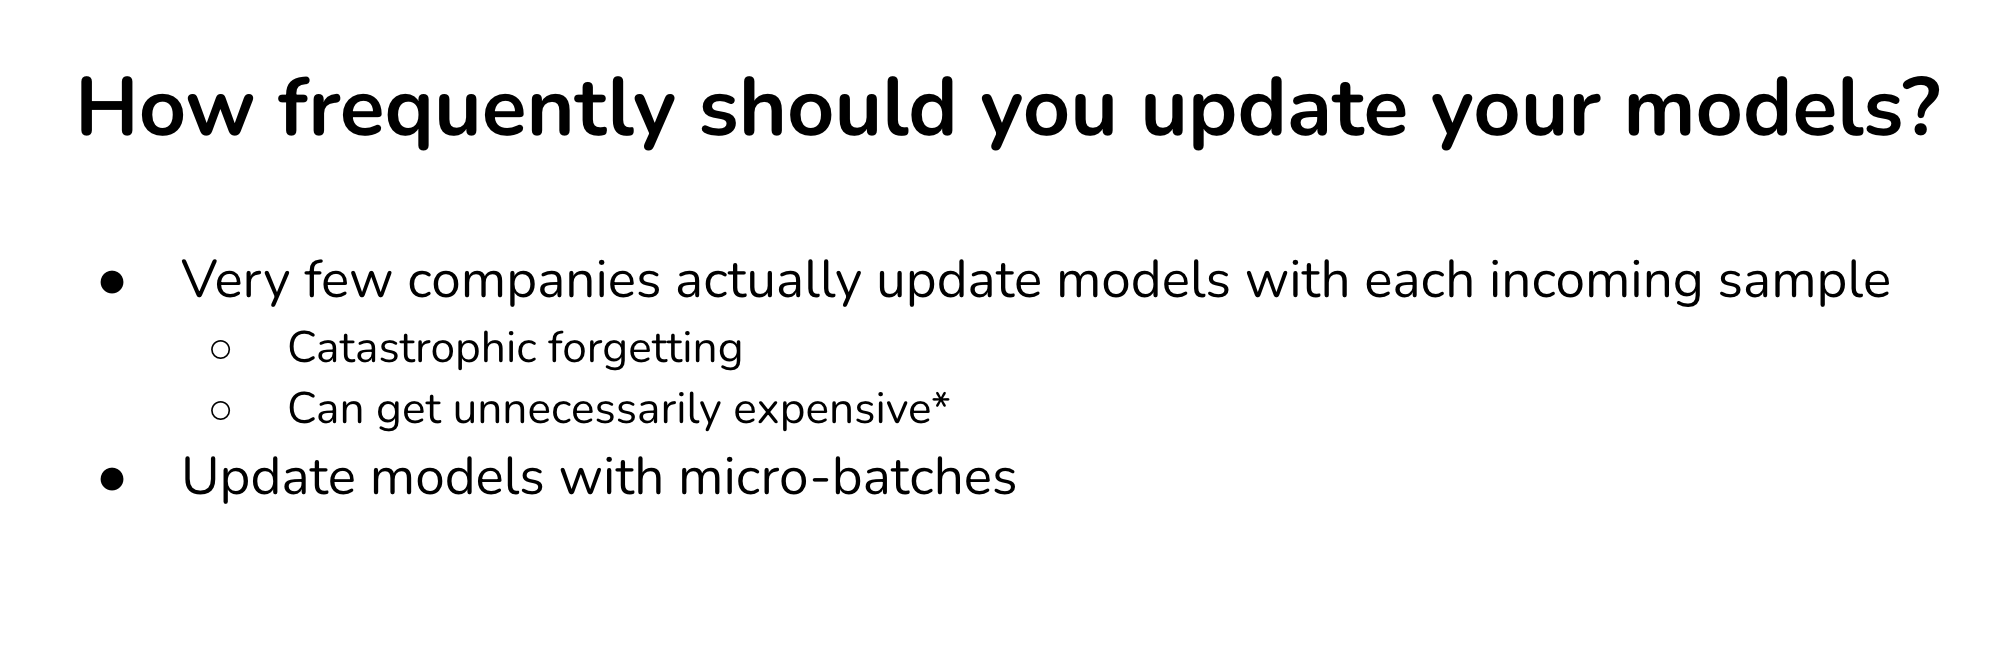 How frequently should you update your models?
● Very few companies actually update models with each incoming sample
○ Catastrophic forgetting
○ Can get unnecessarily expensive*
● Update models with micro-batches